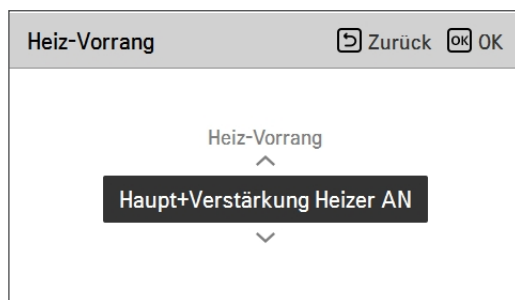 Heiz-Vorrang Zurück OK OK
Heiz-Vorrang
Haupt+Verstärkung Heizer AN